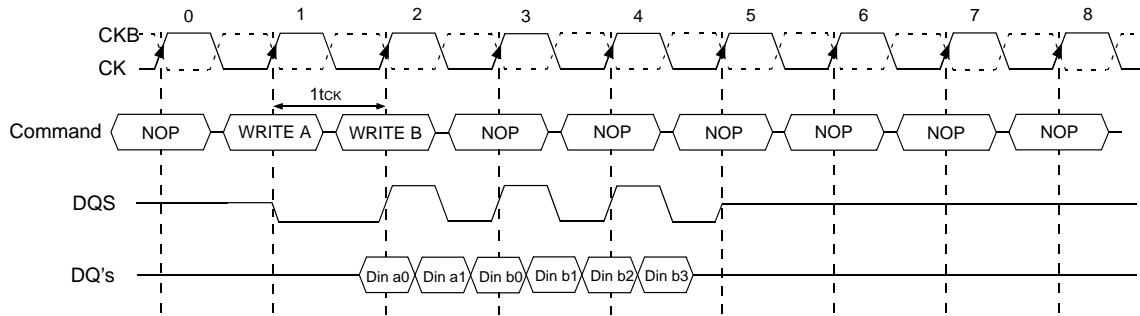 0 1 2 3 4 5 6 7 8
CKB
CK
1tCK
Command NOP WRITE A WRITE B NOP NOP NOP NOP NOP NOP
DQS
DQ's Din a0 Din a1 Din b0 Din b1 Din b2 Din b3